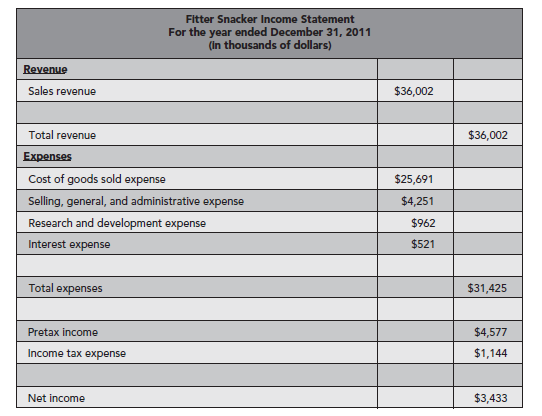 Fitter Snacker Income Statement
For the year ended December 31, 2011
(in thousands of dollars)
Revenue
Sales revenue $36,002
Total revenue $36,002
Expenses
Cost of goods sold expense $25,691
Selling, general, and administrative expense $4,251
Research and development expense $962
Interest expense $521
Total expenses $31,425
Pretax income $4,577
Income tax expense $1,144
Net income $3,433